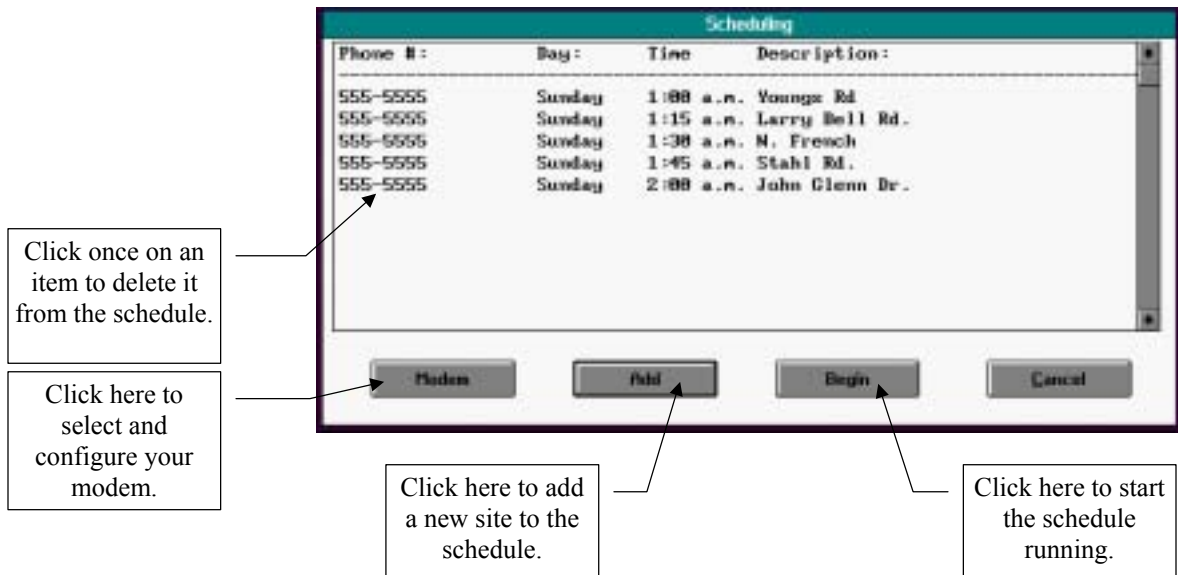 Scheduling
Phone #: Day: Time Description:
555-5555 Sunday 1:00 a.m. Youngs Rd
555-5555 Sunday 1:15 a.m. Larry Bell Rd.
555-5555 Sunday 1:30 a.m. N. French
555-5555 Sunday 1:45 a.m. Stahl Rd.
555-5555 Sunday 2:00 a.m. John Glenn Dr.
Click once on an
item to delete it
from the schedule.
Modem Add Begin Cancel
Click here to
select and
configure your
modem.
Click here to add
a new site to the
schedule.
Click here to start
the schedule
running.